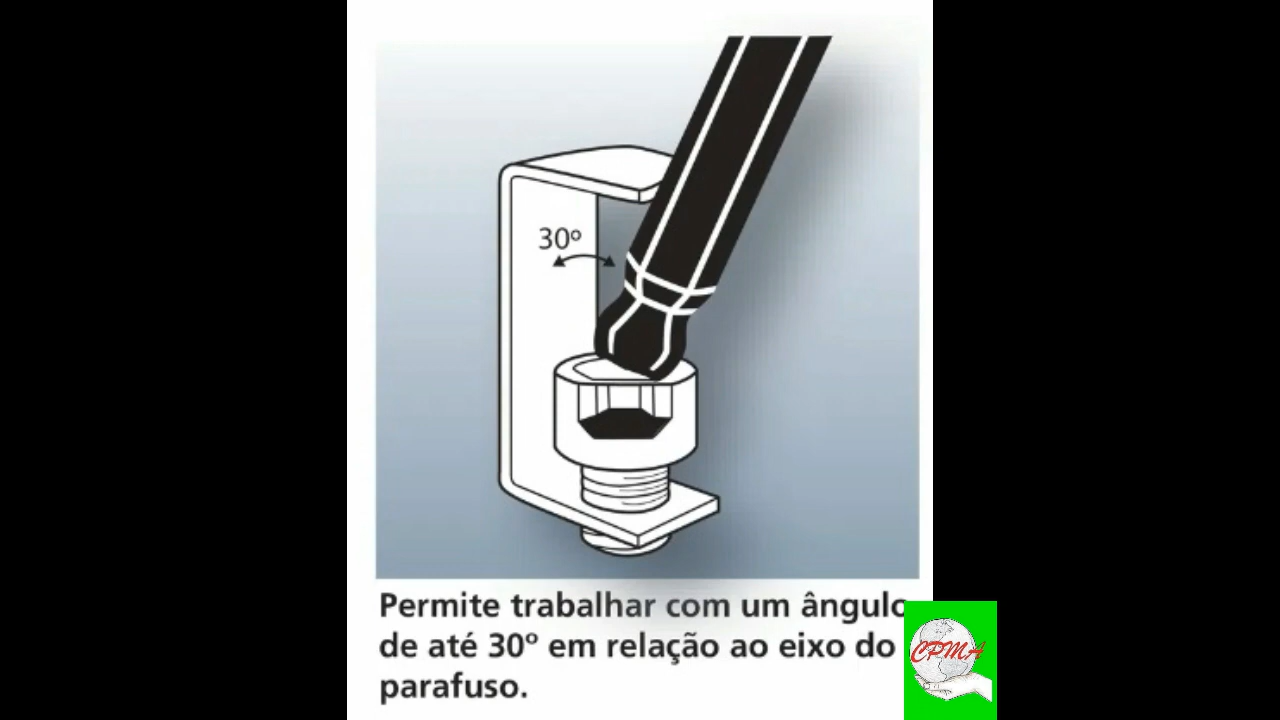 30º
Permite trabalhar com um ângulo
de até 30º em relação ao eixo do
parafuso.
CPMA